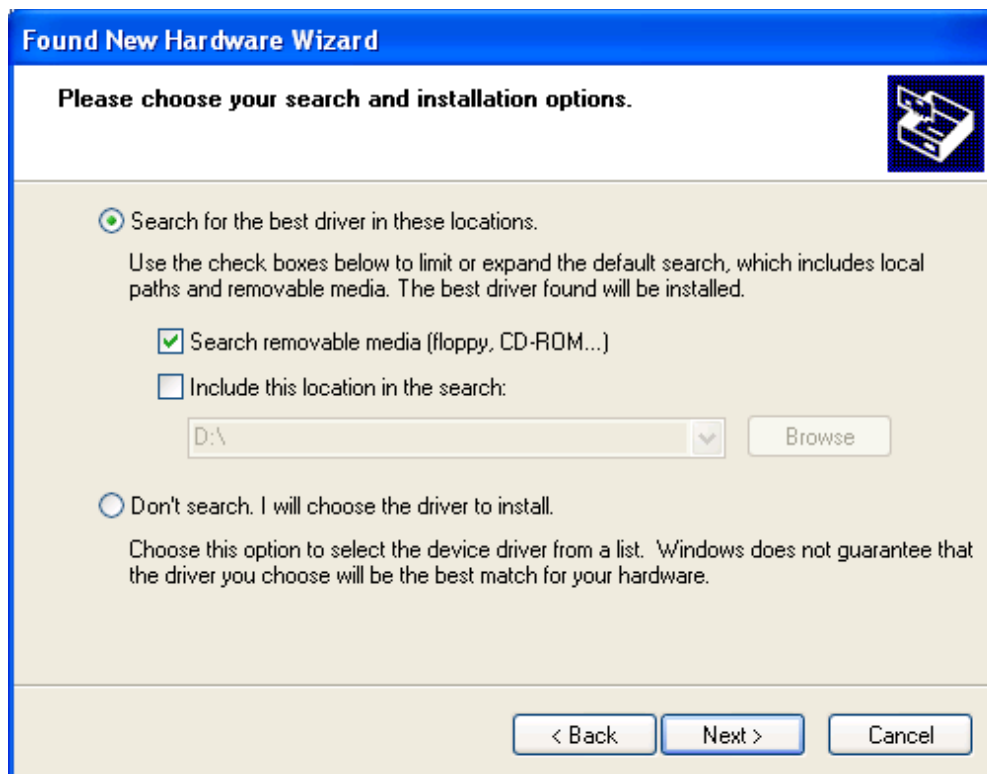 Found New Hardware Wizard
Please choose your search and installation options.
Search for the best driver in these locations.
Use the check boxes below to limit or expand the default search, which includes local
paths and removable media. The best driver found will be installed.
Search removable media (floppy, CD-ROM...)
Include this location in the search:
D:\
Browse
Don't search. I will choose the driver to install.
Choose this option to select the device driver from a list.  Windows does not guarantee that
the driver you choose will be the best match for your hardware.
< Back
Next >
Cancel